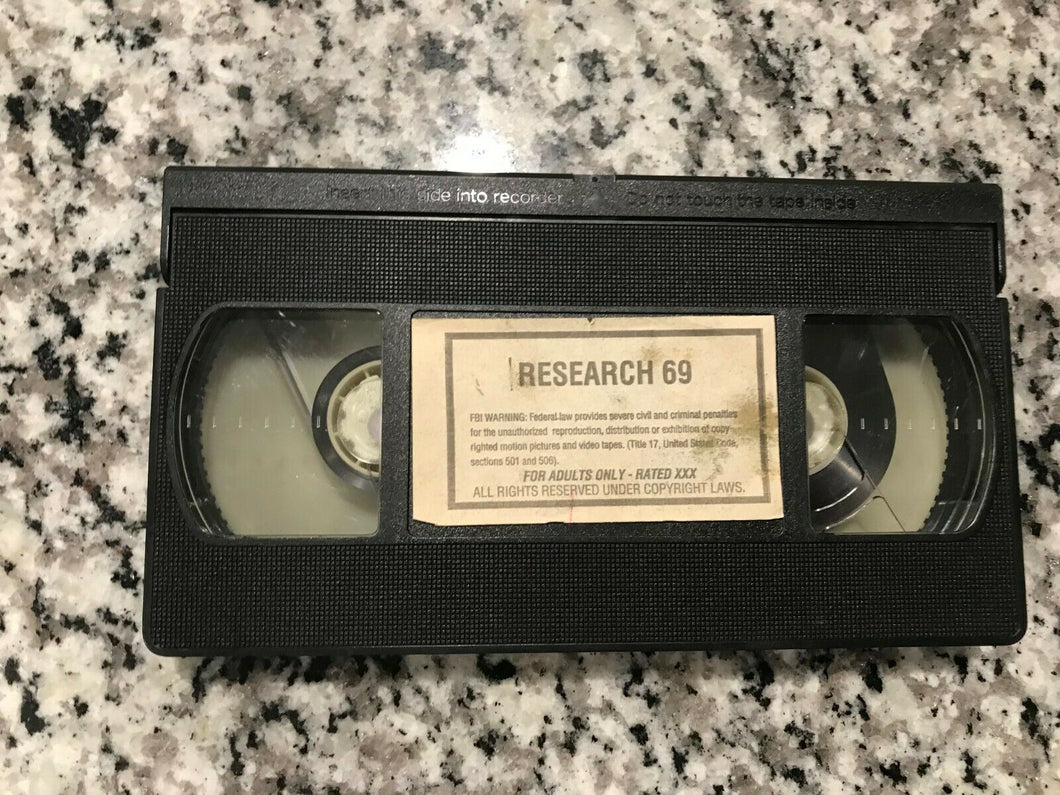 Insert this side into recorder Do not touch the tape inside
RESEARCH 69
FBI WARNING: Federal law provides severe civil and criminal penalties
for the unauthorized reproduction, distribution or exhibition of copy-
righted motion pictures and video tapes. (Title 17, United States Code,
sections 501 and 506).
FOR ADULTS ONLY - RATED XXX
ALL RIGHTS RESERVED UNDER COPYRIGHT LAWS.